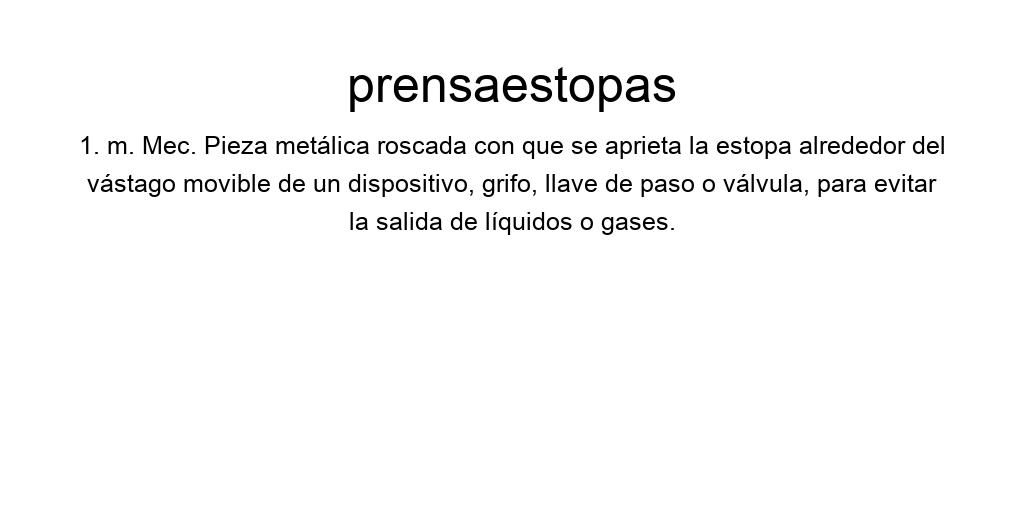 prensaestopas
1. m. Mec. Pieza metálica roscada con que se aprieta la estopa alrededor del
vástago movible de un dispositivo, grifo, llave de paso o válvula, para evitar
la salida de líquidos o gases.